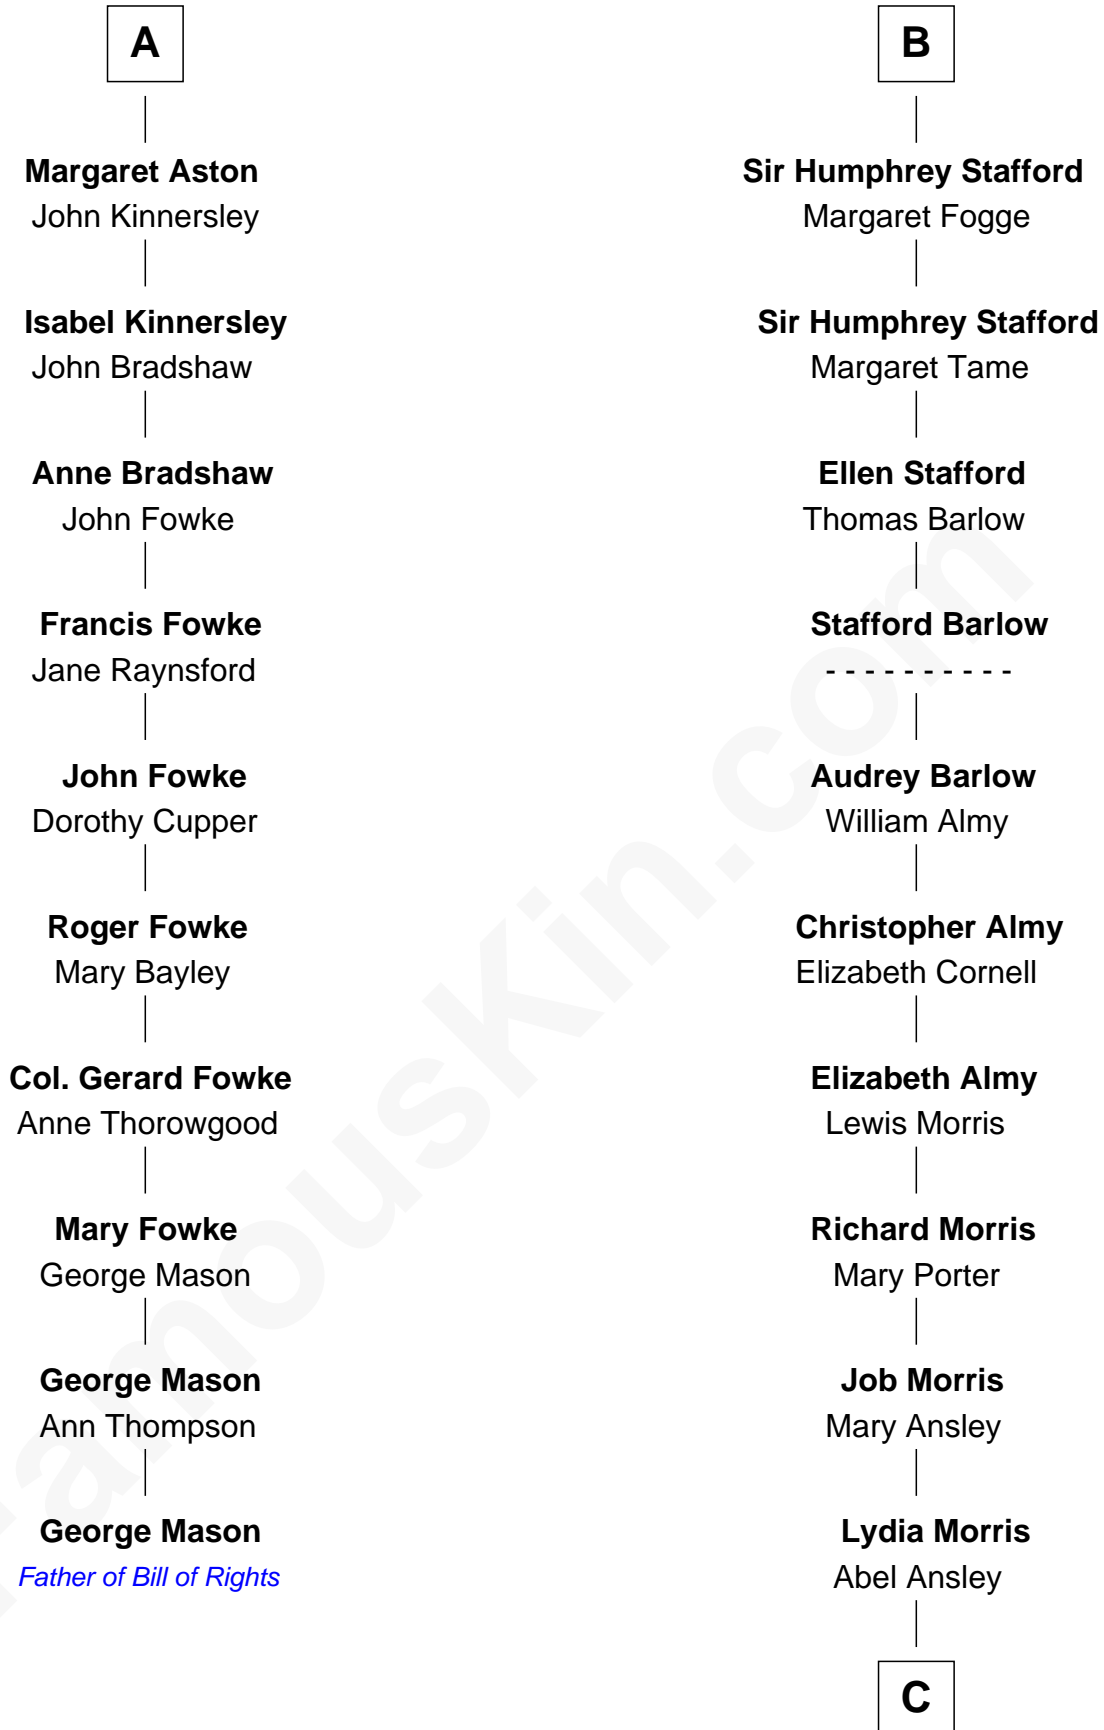 A
Margaret Aston
John Kinnersley
Isabel Kinnersley
John Bradshaw
Anne Bradshaw
John Fowke
Francis Fowke
Jane Raynsford
John Fowke
Dorothy Cupper
Roger Fowke
Mary Bayley
Col. Gerard Fowke
Anne Thorowgood
Mary Fowke
George Mason
George Mason
Ann Thompson
George Mason
Father of Bill of Rights
B
Sir Humphrey Stafford
Margaret Fogge
Sir Humphrey Stafford
Margaret Tame
Ellen Stafford
Thomas Barlow
Stafford Barlow
- - - - - - - - - -
Audrey Barlow
William Almy
Christopher Almy
Elizabeth Cornell
Elizabeth Almy
Lewis Morris
Richard Morris
Mary Porter
Job Morris
Mary Ansley
Lydia Morris
Abel Ansley
C
FamousKin.com